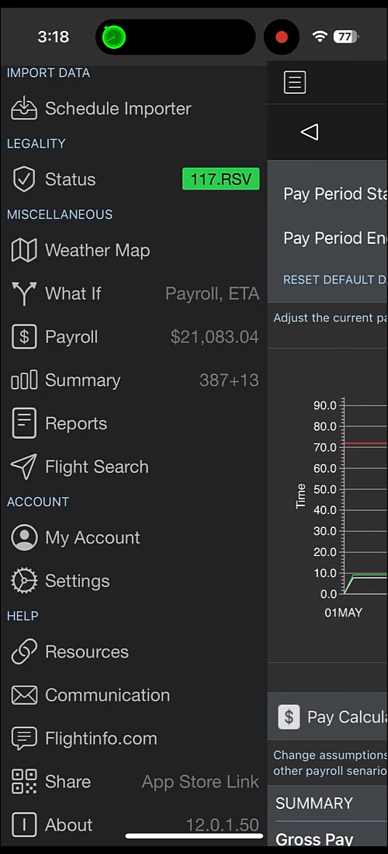 3:18
77
IMPORT DATA
Schedule Importer
LEGALITY
Status 117.RSV
MISCELLANEOUS
Weather Map
What If Payroll, ETA
Payroll $21,083.04
Summary 387+13
Reports
Flight Search
ACCOUNT
My Account
Settings
HELP
Resources
Communication
Flightinfo.com
Share App Store Link
About 12.0.1.50
Pay Period Sta
Pay Period En
RESET DEFAULT D
Adjust the current pa
90.0
80.0
70.0
60.0
50.0
40.0
30.0
20.0
10.0
0.0
Time
01MAY
$ Pay Calcul
Change assumptions
other payroll senario
SUMMARY
Gross Pay